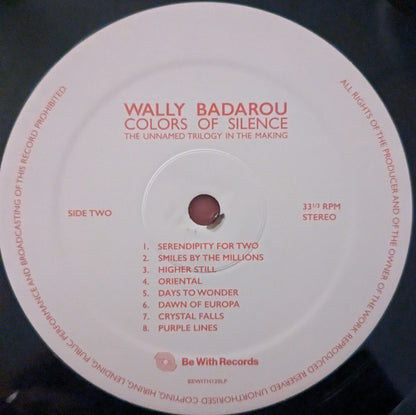 WALLY BADAROU
COLORS OF SILENCE
THE UNNAMED TRILOGY IN THE MAKING
SIDE TWO
33 1/3 RPM
STEREO
1. SERENDIPITY FOR TWO
2. SMILES BY THE MILLIONS
3. HIGHER STILL
4. ORIENTAL
5. DAYS TO WONDER
6. DAWN OF EUROPA
7. CRYSTAL FALLS
8. PURPLE LINES
Be With Records
BEWITH120LP
ALL RIGHTS OF THE PRODUCER AND OF THE OWNER OF THE WORK REPRODUCED RESERVED. UNAUTHORISED COPYING, HIRING, LENDING, PUBLIC PERFORMANCE AND BROADCASTING OF THIS RECORD PROHIBITED.